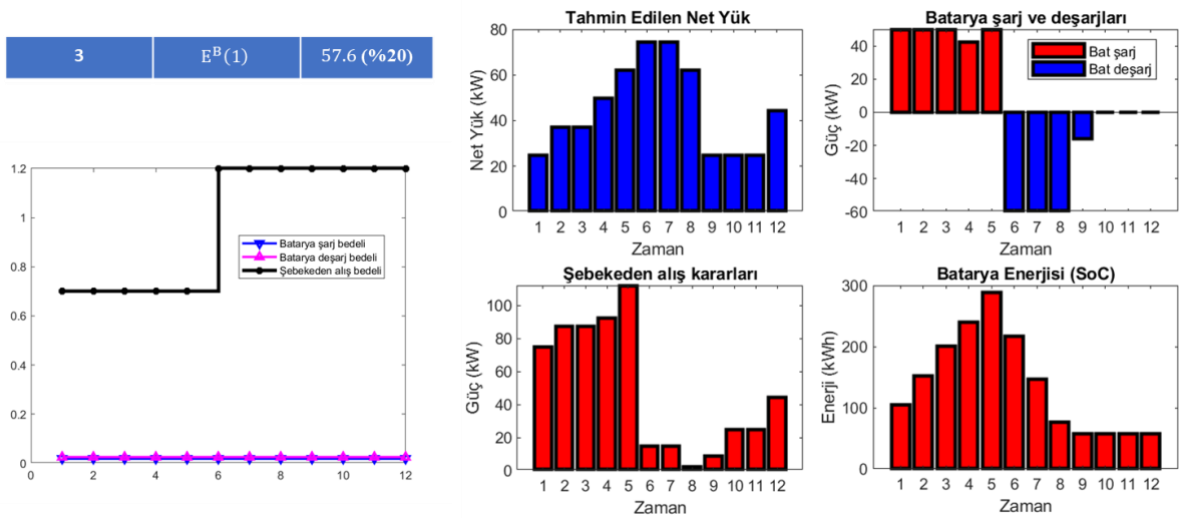 3 E^B(1) 57.6 (%20)
1.2
1
0.8
0.6
0.4
0.2
0
0 2 4 6 8 10 12
Batarya şarj bedeli
Batarya deşarj bedeli
Şebekeden alış bedeli
Tahmin Edilen Net Yük
Net Yük (kW)
80
60
40
20
0
1 2 3 4 5 6 7 8 9 10 11 12
Zaman
Batarya şarj ve deşarjları
Güç (kW)
40
20
0
-20
-40
-60
Bat şarj
Bat deşarj
1 2 3 4 5 6 7 8 9 10 11 12
Zaman
Şebekeden alış kararları
Güç (kW)
100
80
60
40
20
0
1 2 3 4 5 6 7 8 9 10 11 12
Zaman
Batarya Enerjisi (SoC)
Enerji (kWh)
300
200
100
0
1 2 3 4 5 6 7 8 9 10 11 12
Zaman